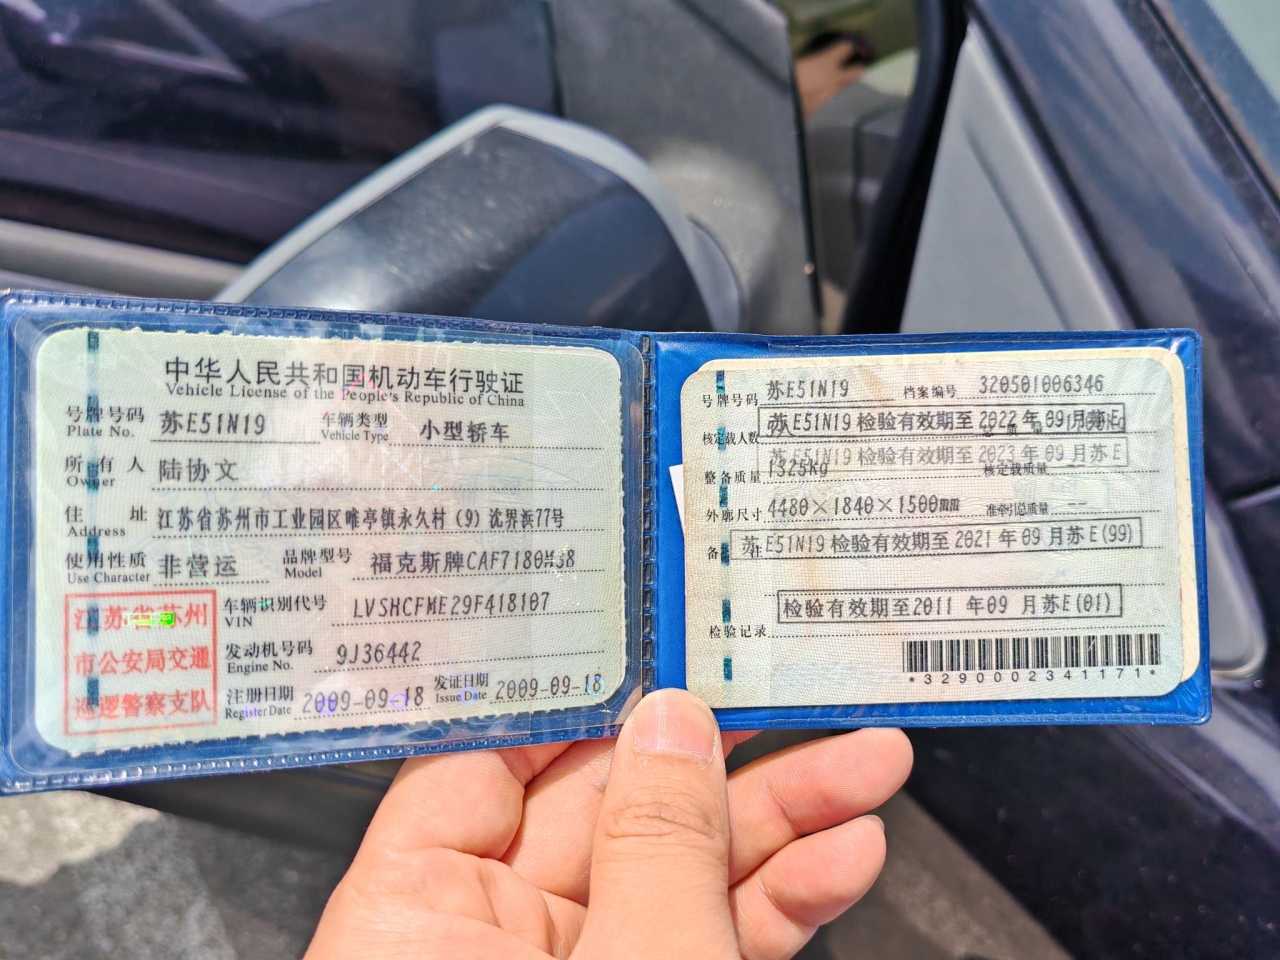 中华人民共和国机动车行驶证
Vehicle License of the People's Republic of China
号牌号码 苏E51N19 车辆类型 小型轿车
Plate No. Vehicle Type
所有人 陆协文
Owner
住址 江苏省苏州市工业园区唯亭镇永久村（9）沈界浜77号
Address
使用性质 非营运 品牌型号 福克斯牌CAF7180M38
Use Character Model
江苏省苏州
市公安局交通
巡逻警察支队
车辆识别代号 LVSHCFME29F418107
VIN
发动机号码 9J36442
Engine No.
注册日期 2009-09-18 发证日期 2009-09-18
Register Date Issue Date
号牌号码 苏E51N19 档案编号 320501006346
苏E51N19 检验有效期至 2022 年 09 月苏E
核定载人数
苏E51N19 检验有效期至 2023 年 09 月苏E
整备质量 1325kg 核定载质量 --
外廓尺寸 4480×1840×1500mm 准牵引总质量 --
备注
苏E51N19 检验有效期至 2021 年 09 月苏E(99)
检验有效期至2011 年09 月苏E(01)
检验记录
*3290002341171*